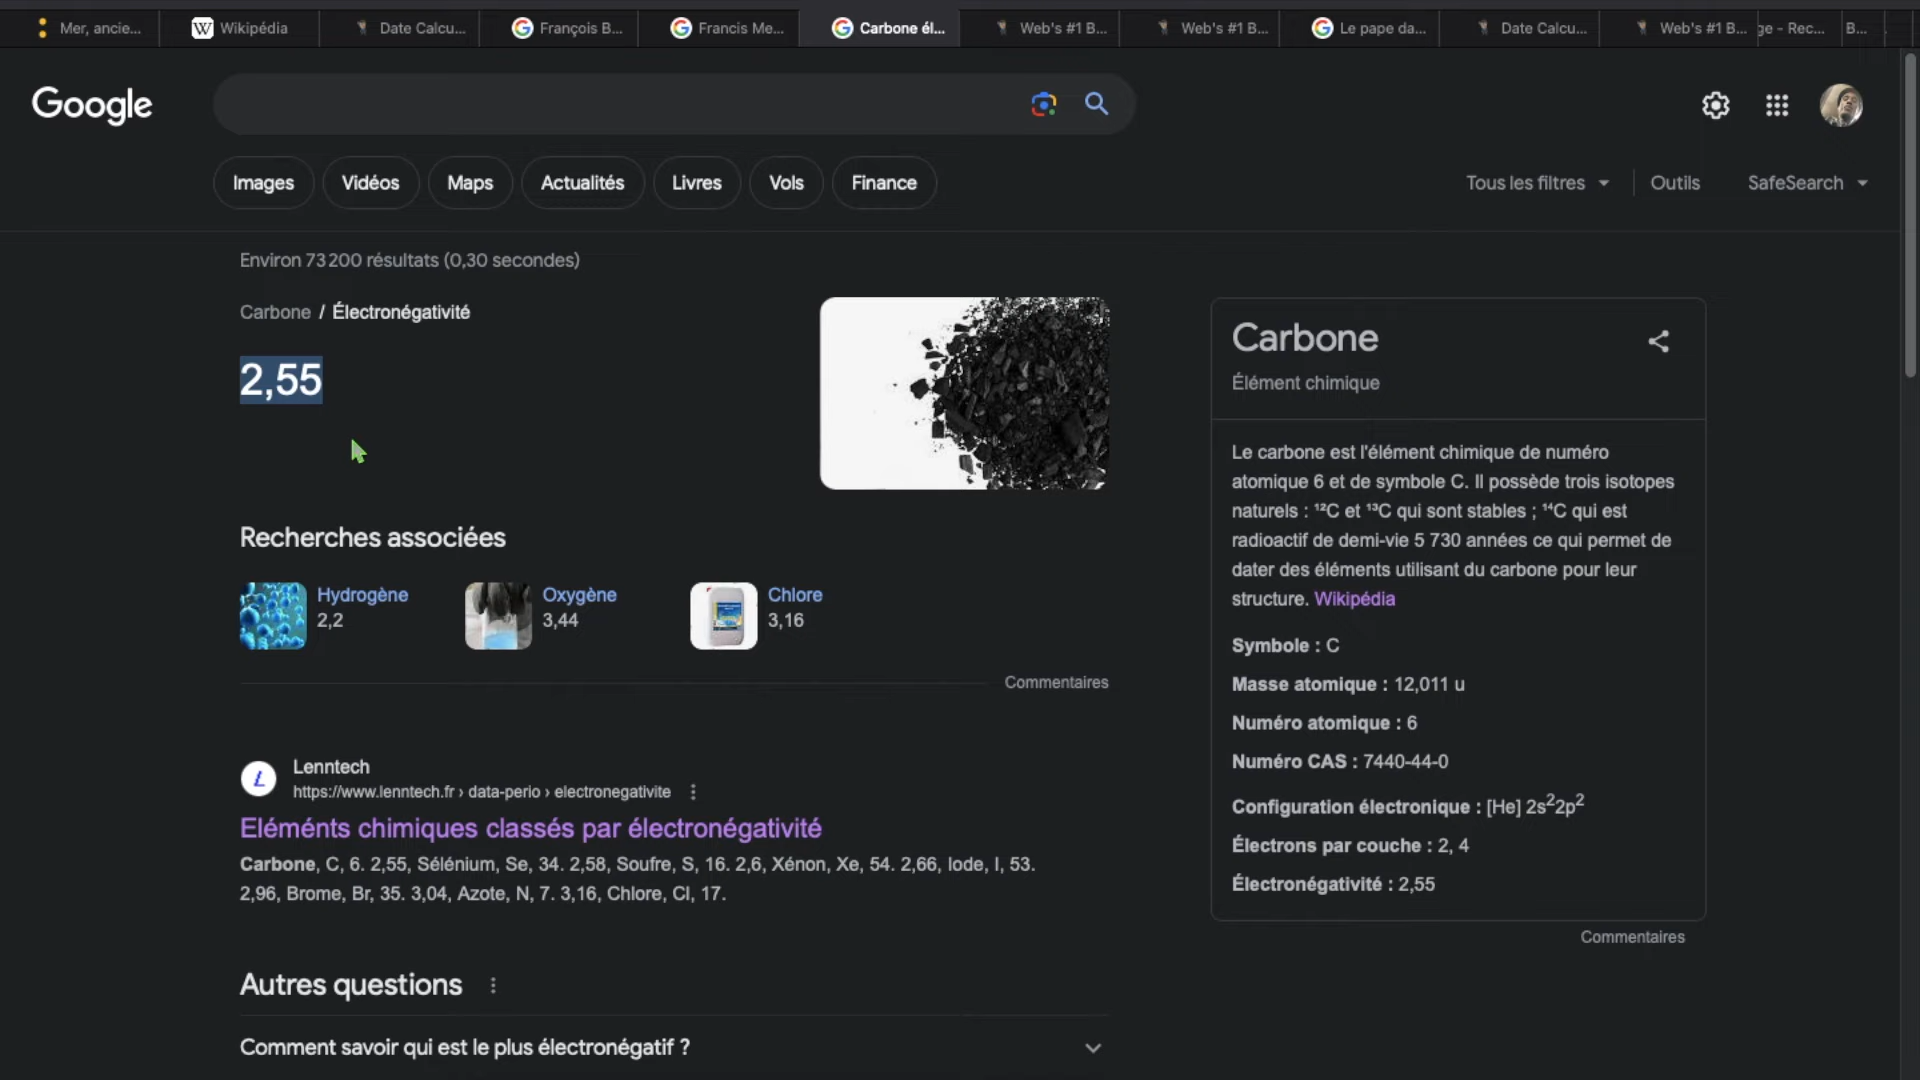 Mer, ancie...
Wikipédia
Date Calcu...
François B...
Francis Me...
Carbone él...
Web's #1 B...
Web's #1 B...
Le pape da...
Date Calcu...
Web's #1 B...
ge - Rec...
B...
Google
Images
Vidéos
Maps
Actualités
Livres
Vols
Finance
Tous les filtres
Outils
SafeSearch
Environ 73 200 résultats (0,30 secondes)
Carbone / Électronégativité
2,55
Recherches associées
Hydrogène
2,2
Oxygène
3,44
Chlore
3,16
Commentaires
Lenntech
https://www.lenntech.fr › data-perio › electronegativite
Eléménts chimiques classés par électronégativité
Carbone, C, 6. 2,55, Sélénium, Se, 34. 2,58, Soufre, S, 16. 2,6, Xénon, Xe, 54. 2,66, Iode, I, 53.
2,96, Brome, Br, 35. 3,04, Azote, N, 7. 3,16, Chlore, Cl, 17.
Autres questions
Comment savoir qui est le plus électronégatif ?
Carbone
Élément chimique
Le carbone est l'élément chimique de numéro
atomique 6 et de symbole C. Il possède trois isotopes
naturels : ¹²C et ¹³C qui sont stables ; ¹⁴C qui est
radioactif de demi-vie 5 730 années ce qui permet de
dater des éléments utilisant du carbone pour leur
structure. Wikipédia
Symbole : C
Masse atomique : 12,011 u
Numéro atomique : 6
Numéro CAS : 7440-44-0
Configuration électronique : [He] 2s²2p²
Électrons par couche : 2, 4
Électronégativité : 2,55
Commentaires